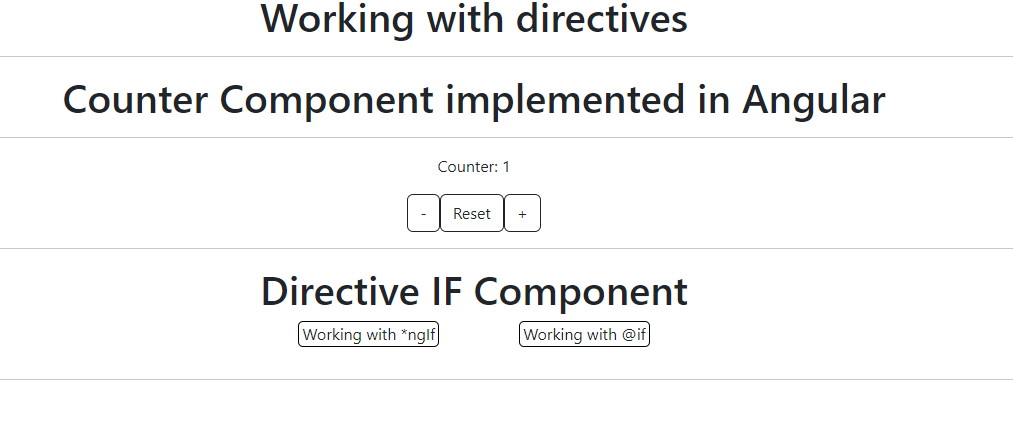 Working with directives
Counter Component implemented in Angular
Counter: 1
- Reset +
Directive IF Component
Working with *ngIf Working with @if